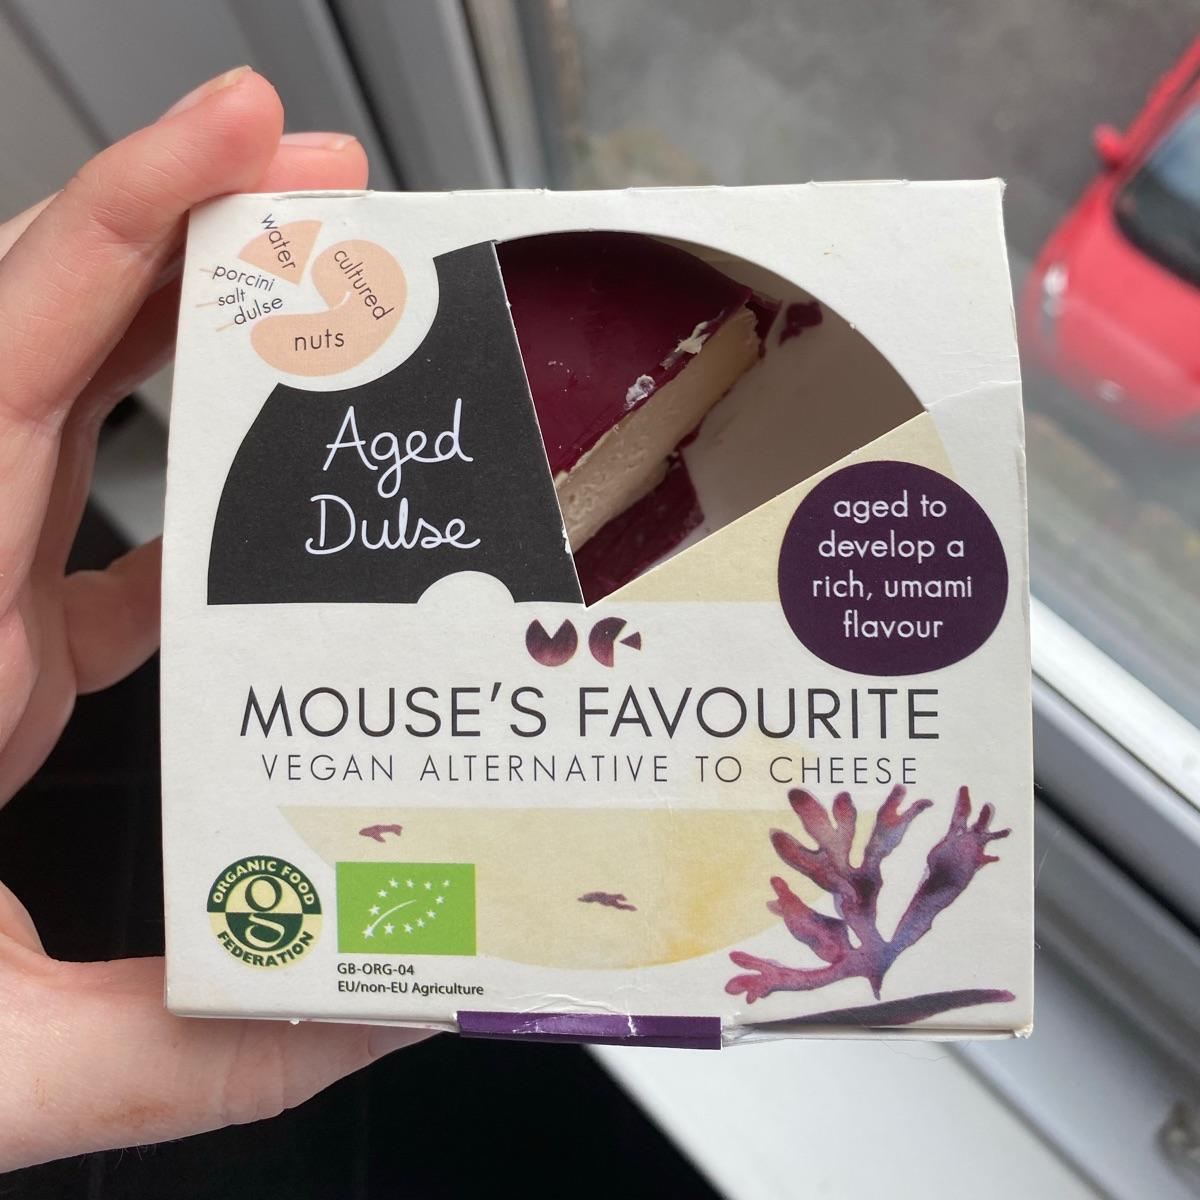 water
cultured
porcini
salt
dulse
nuts
Aged
Dulse
aged to
develop a
rich, umami
flavour
MOUSE'S FAVOURITE
VEGAN ALTERNATIVE TO CHEESE
ORGANIC FOOD
FEDERATION
GB-ORG-04
EU/non-EU Agriculture